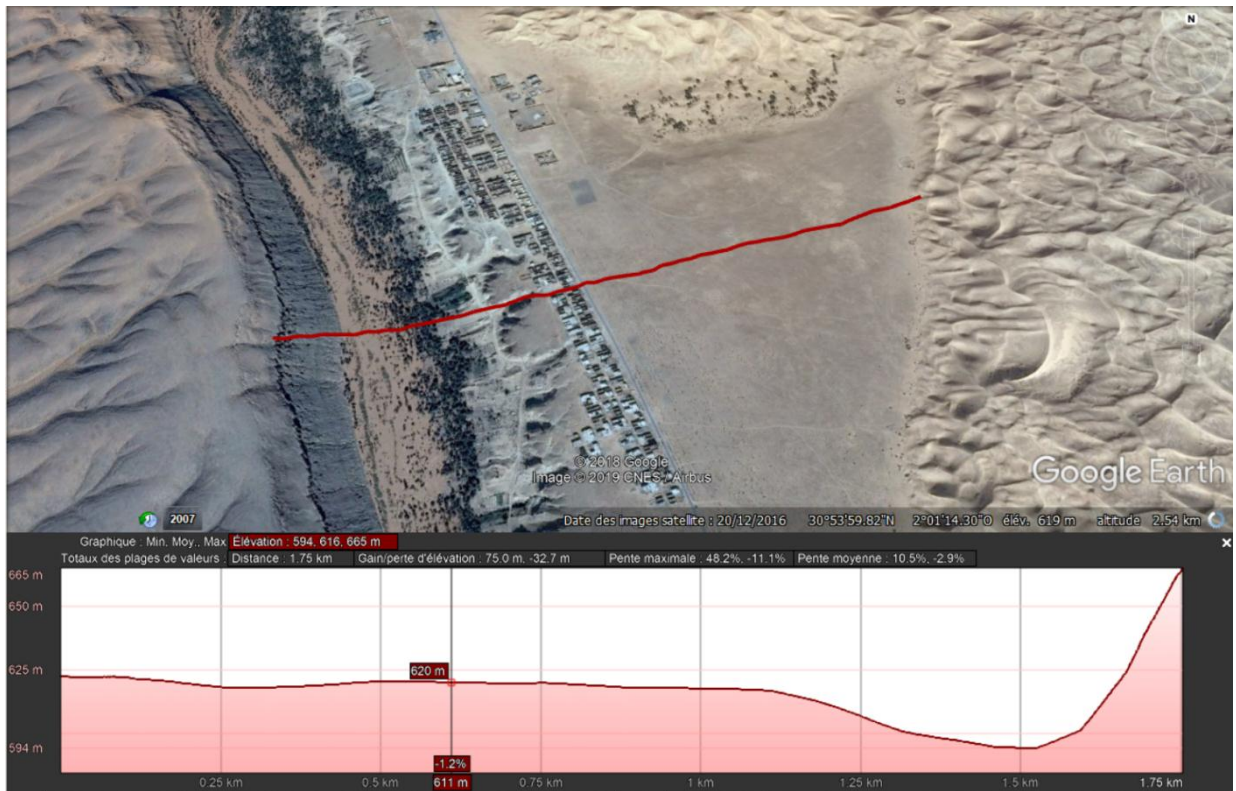 N
© 2018 Google
Image © 2019 CNES / Airbus
Google Earth
2007
Date des images satellite : 20/12/2016 30°53'59.82"N 2°01'14.30"O élév. 619 m altitude 2.54 km
Graphique : Min. Moy., Max. Élévation : 594, 616, 665 m
Totaux des plages de valeurs : Distance : 1.75 km Gain/perte d'élévation : 75.0 m, -32.7 m Pente maximale : 48.2%, -11.1% Pente moyenne : 10.5%, -2.9%
665 m
650 m
625 m
620 m
594 m
-1.2%
0.25 km 0.5 km 611 m 0.75 km 1 km 1.25 km 1.5 km 1.75 km